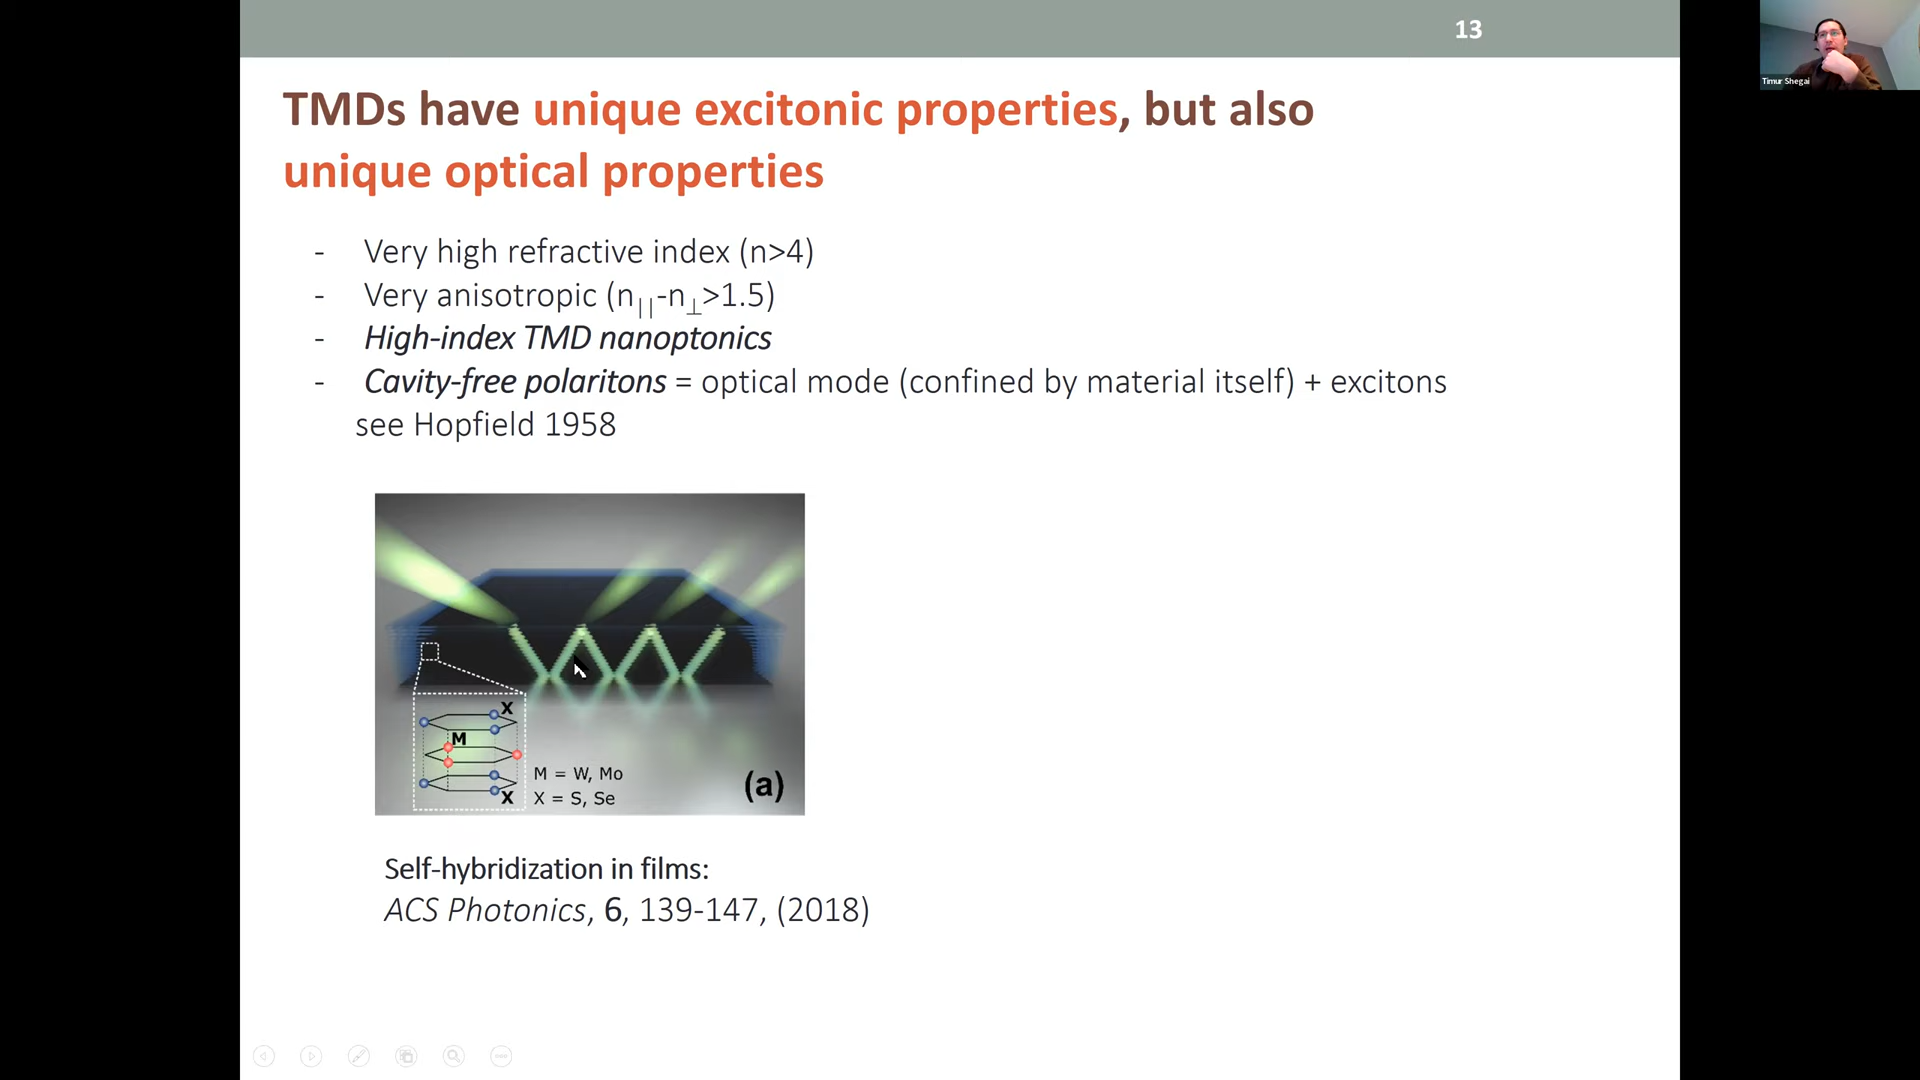 13
Timur Shegai
TMDs have unique excitonic properties, but also
unique optical properties
- Very high refractive index (n>4)
- Very anisotropic (n||-n⊥>1.5)
- High-index TMD nanoptonics
- Cavity-free polaritons = optical mode (confined by material itself) + excitons
see Hopfield 1958
X
M
X
M = W, Mo
X = S, Se
(a)
Self-hybridization in films:
ACS Photonics, 6, 139-147, (2018)